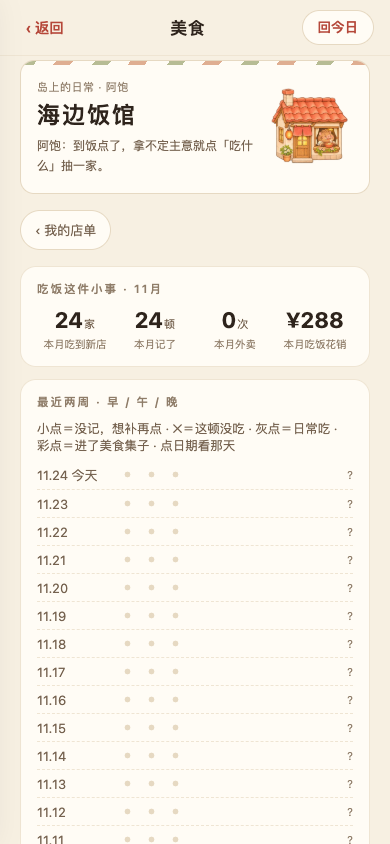 ‹ 返回
美食
回今日
岛上的日常 · 阿饱
海边饭馆
阿饱：到饭点了，拿不定主意就点「吃什
么」抽一家。
‹ 我的店单
吃饭这件小事 · 11月
24家
24顿
0次
¥288
本月吃到新店
本月记了
本月外卖
本月吃饭花销
最近两周 · 早 / 午 / 晚
小点＝没记，想补再点 · ✕＝这顿没吃 · 灰点＝日常吃 ·
彩点＝进了美食集子 · 点日期看那天
11.24 今天 ?
11.23 ?
11.22 ?
11.21 ?
11.20 ?
11.19 ?
11.18 ?
11.17 ?
11.16 ?
11.15 ?
11.14 ?
11.13 ?
11.12 ?
11.11 ?